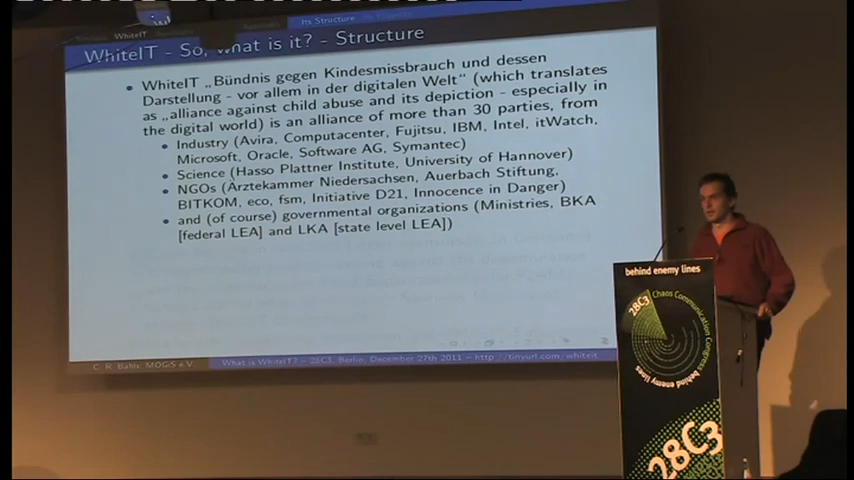 Its Structure
WhiteIT
WhiteIT - So, what is it? - Structure
WhiteIT „Bündnis gegen Kindesmissbrauch und dessen
Darstellung - vor allem in der digitalen Welt“ (which translates
as „alliance against child abuse and its depiction - especially in
the digital world) is an alliance of more than 30 parties, from
Industry (Avira, Computacenter, Fujitsu, IBM, Intel, itWatch,
Microsoft, Oracle, Software AG, Symantec)
Science (Hasso Plattner Institute, University of Hannover)
NGOs (Ärztekammer Niedersachsen, Auerbach Stiftung,
BITKOM, eco, fsm, Initiative D21, Innocence in Danger)
and (of course) governmental organizations (Ministries, BKA
[federal LEA] and LKA [state level LEA])
C. R. Bahls, MOGiS e.V.
What is WhiteIT? - 28C3, Berlin, December 27th 2011 - http://tinyurl.com/whiteit
behind enemy lines
28C3 Chaos Communication Congress
behind enemy lines
28C3